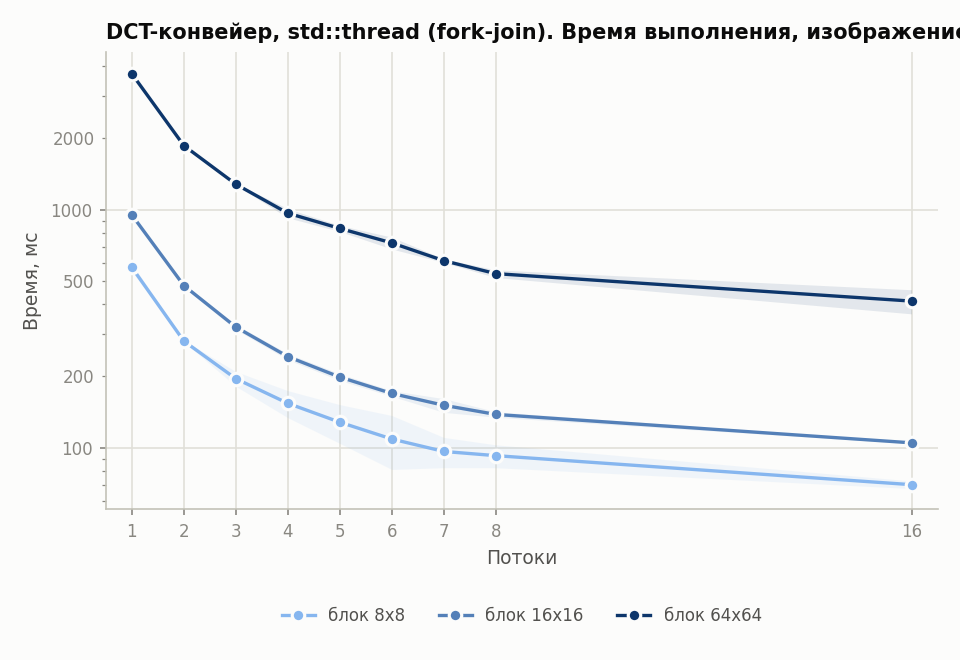 DCT-конвейер, std::thread (fork-join). Время выполнения, изображение
2000
1000
500
200
100
Время, мс
1 2 3 4 5 6 7 8 16
Потоки
блок 8x8 блок 16x16 блок 64x64